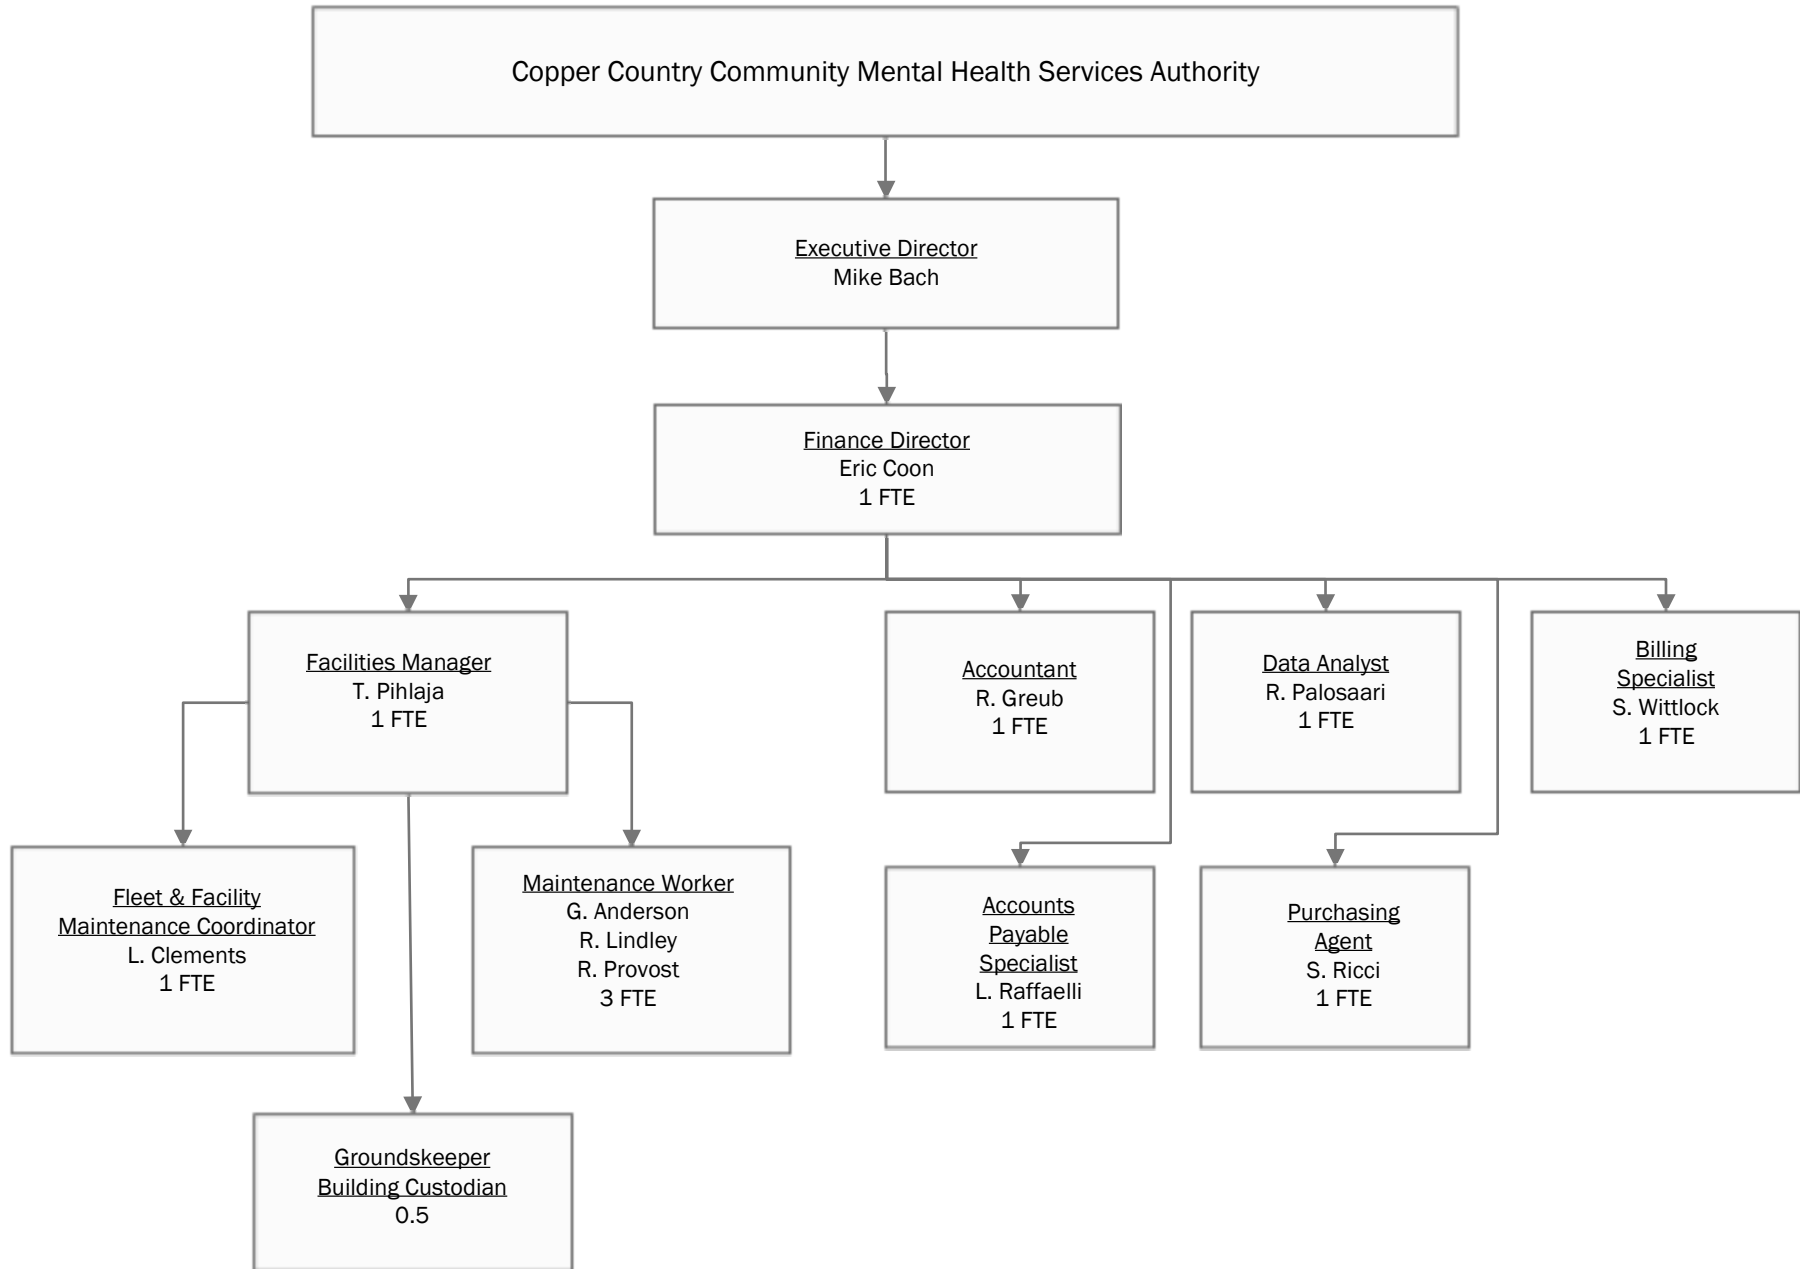 Copper Country Community Mental Health Services Authority
Executive Director
Mike Bach
Finance Director
Eric Coon
1 FTE
Facilities Manager
T. Pihlaja
1 FTE
Accountant
R. Greub
1 FTE
Data Analyst
R. Palosaari
1 FTE
Billing
Specialist
S. Wittlock
1 FTE
Fleet & Facility
Maintenance Coordinator
L. Clements
1 FTE
Maintenance Worker
G. Anderson
R. Lindley
R. Provost
3 FTE
Accounts
Payable
Specialist
L. Raffaelli
1 FTE
Purchasing
Agent
S. Ricci
1 FTE
Groundskeeper
Building Custodian
0.5